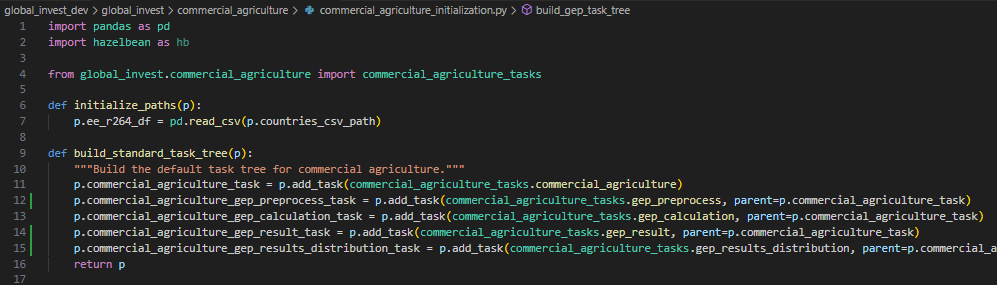 global_invest_dev > global_invest > commercial_agriculture > commercial_agriculture_initialization.py > build_gep_task_tree
1 import pandas as pd
2 import hazelbean as hb
3
4 from global_invest.commercial_agriculture import commercial_agriculture_tasks
5
6 def initialize_paths(p):
7     p.ee_r264_df = pd.read_csv(p.countries_csv_path)
8
9 def build_standard_task_tree(p):
10     """Build the default task tree for commercial agriculture."""
11     p.commercial_agriculture_task = p.add_task(commercial_agriculture_tasks.commercial_agriculture)
12     p.commercial_agriculture_gep_preprocess_task = p.add_task(commercial_agriculture_tasks.gep_preprocess, parent=p.commercial_agriculture_task)
13     p.commercial_agriculture_gep_calculation_task = p.add_task(commercial_agriculture_tasks.gep_calculation, parent=p.commercial_agriculture_task)
14     p.commercial_agriculture_gep_result_task = p.add_task(commercial_agriculture_tasks.gep_result, parent=p.commercial_agriculture_task)
15     p.commercial_agriculture_gep_results_distribution_task = p.add_task(commercial_agriculture_tasks.gep_results_distribution, parent=p.commercial_a
16     return p
17